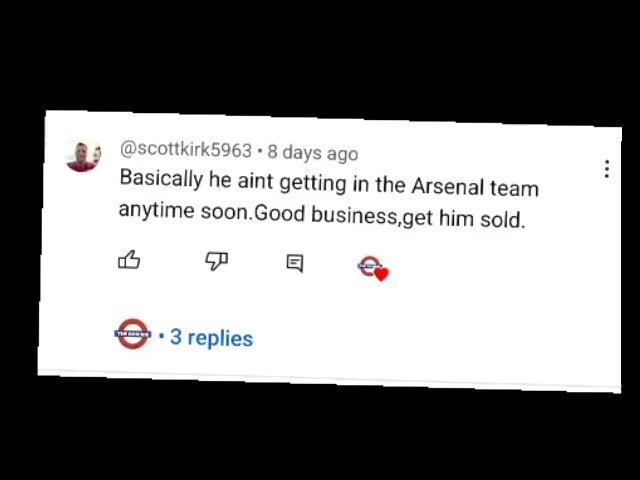 @scottkirk5963 • 8 days ago
Basically he aint getting in the Arsenal team
anytime soon.Good business,get him sold.
• 3 replies